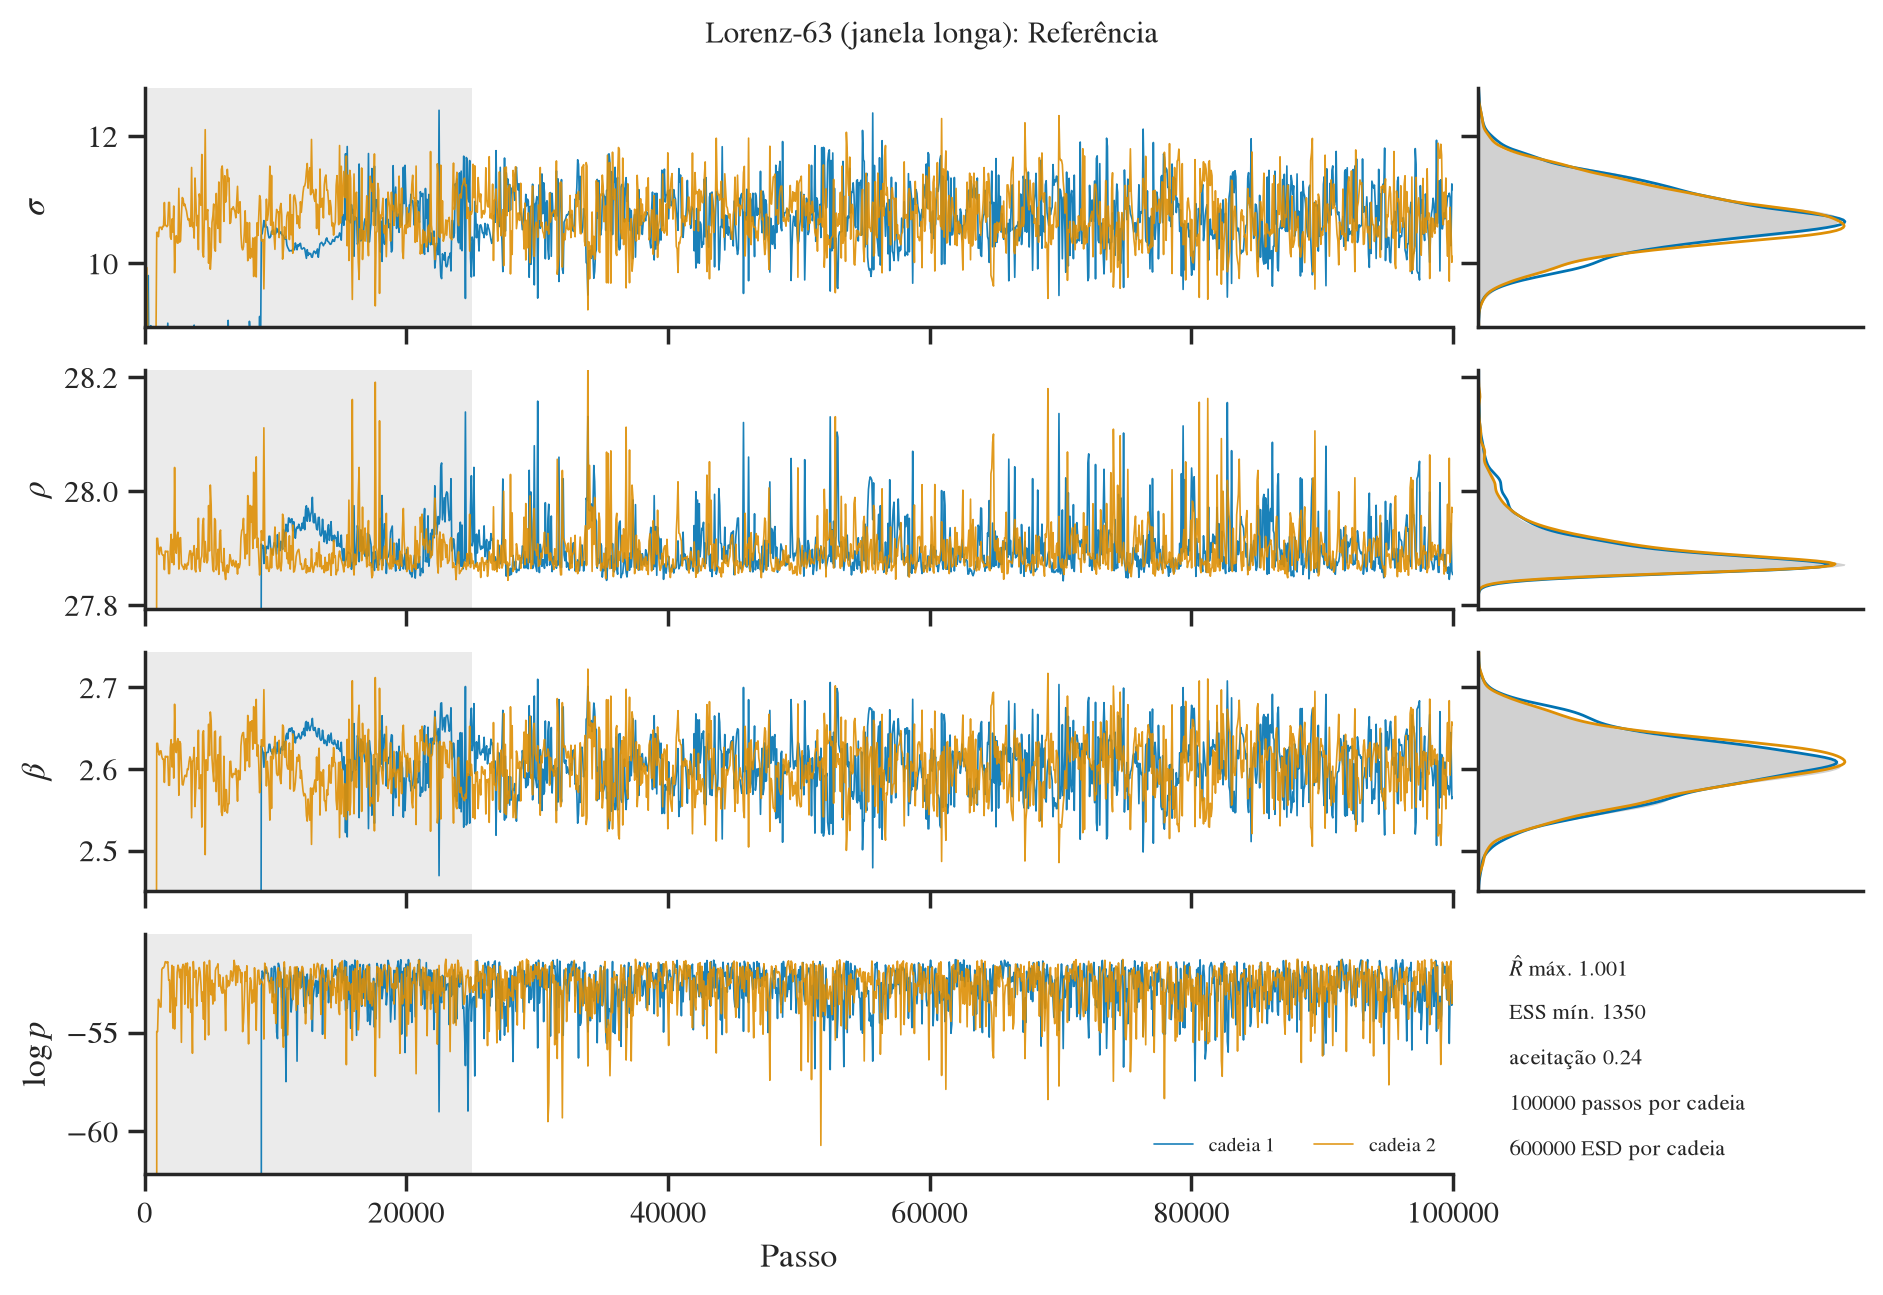 Lorenz-63 (janela longa): Referência
12
10
σ
28.2
28.0
27.8
ρ
2.7
2.6
2.5
β
−55
−60
log p
R̂ máx. 1.001
ESS mín. 1350
aceitação 0.24
100000 passos por cadeia
600000 ESD por cadeia
cadeia 1 cadeia 2
0 20000 40000 60000 80000 100000
Passo